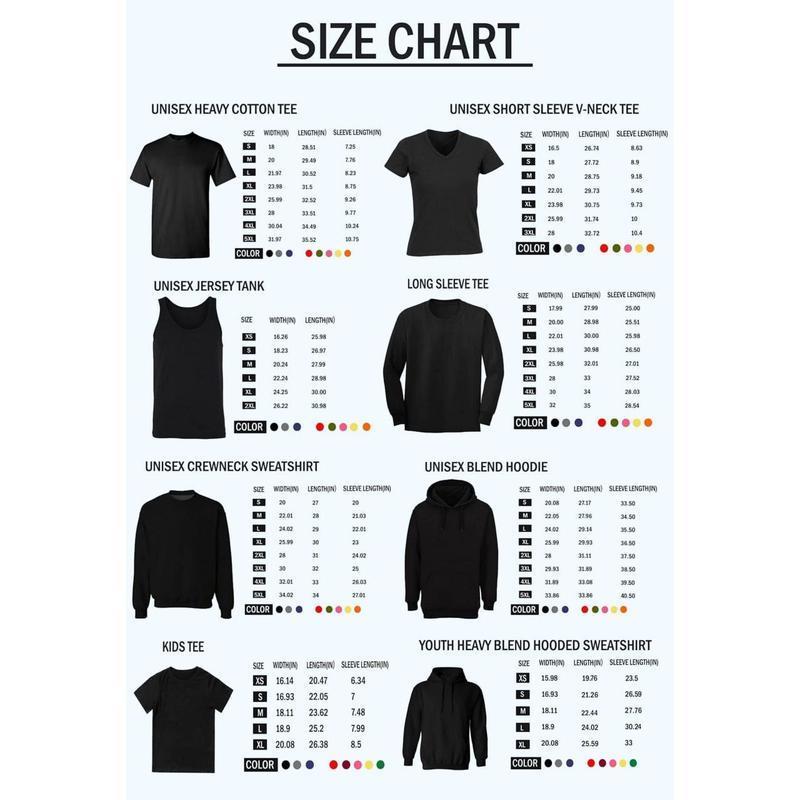 SIZE CHART
UNISEX HEAVY COTTON TEE
SIZE WIDTH(IN) LENGTH(IN) SLEEVE LENGTH(IN)
S 18 28.51 7.25
M 20 29.49 7.76
L 21.97 30.52 8.23
XL 23.98 31.5 8.75
2XL 25.99 32.52 9.26
3XL 28 33.51 9.77
4XL 30.04 34.49 10.24
5XL 31.97 35.52 10.75
COLOR
UNISEX SHORT SLEEVE V-NECK TEE
SIZE WIDTH(IN) LENGTH(IN) SLEEVE LENGTH(IN)
XS 16.5 26.74 8.63
S 18 27.72 8.9
M 20 28.75 9.18
L 22.01 29.73 9.45
XL 23.98 30.75 9.73
2XL 25.99 31.74 10
3XL 28 32.72 10.4
COLOR
UNISEX JERSEY TANK
SIZE WIDTH(IN) LENGTH(IN)
XS 16.26 25.98
S 18.23 26.97
M 20.24 27.99
L 22.24 28.98
XL 24.25 30.00
2XL 26.22 30.98
COLOR
LONG SLEEVE TEE
SIZE WIDTH(IN) LENGTH(IN) SLEEVE LENGTH(IN)
S 17.99 27.99 25.00
M 20.00 28.98 25.51
L 22.01 30.00 25.98
XL 23.98 30.98 26.50
2XL 25.98 32.01 27.01
3XL 28 33 27.52
4XL 30 34 28.03
5XL 32 35 28.54
COLOR
UNISEX CREWNECK SWEATSHIRT
SIZE WIDTH(IN) LENGTH(IN) SLEEVE LENGTH(IN)
S 20 27 20
M 22.01 28 21.03
L 24.02 29 22.01
XL 25.99 30 23
2XL 28 31 24.02
3XL 30 32 25
4XL 32.01 33 26.03
5XL 34.02 34 27.01
COLOR
UNISEX BLEND HOODIE
SIZE WIDTH(IN) LENGTH(IN) SLEEVE LENGTH(IN)
S 20.08 27.17 33.50
M 22.05 27.96 34.50
L 24.02 29.14 35.50
XL 25.99 29.93 36.50
2XL 28 31.11 37.50
3XL 29.93 31.89 38.50
4XL 31.89 33.08 39.50
5XL 33.86 33.86 40.50
COLOR
KIDS TEE
SIZE WIDTH(IN) LENGTH(IN) SLEEVE LENGTH(IN)
XS 16.14 20.47 6.34
S 16.93 22.05 7
M 18.11 23.62 7.48
L 18.9 25.2 7.99
XL 20.08 26.38 8.5
COLOR
YOUTH HEAVY BLEND HOODED SWEATSHIRT
SIZE WIDTH(IN) LENGTH(IN) SLEEVE LENGTH(IN)
XS 15.98 19.76 23.5
S 16.93 21.26 26.59
M 18.11 22.44 27.76
L 18.9 24.02 30.24
XL 20.08 25.59 33
COLOR